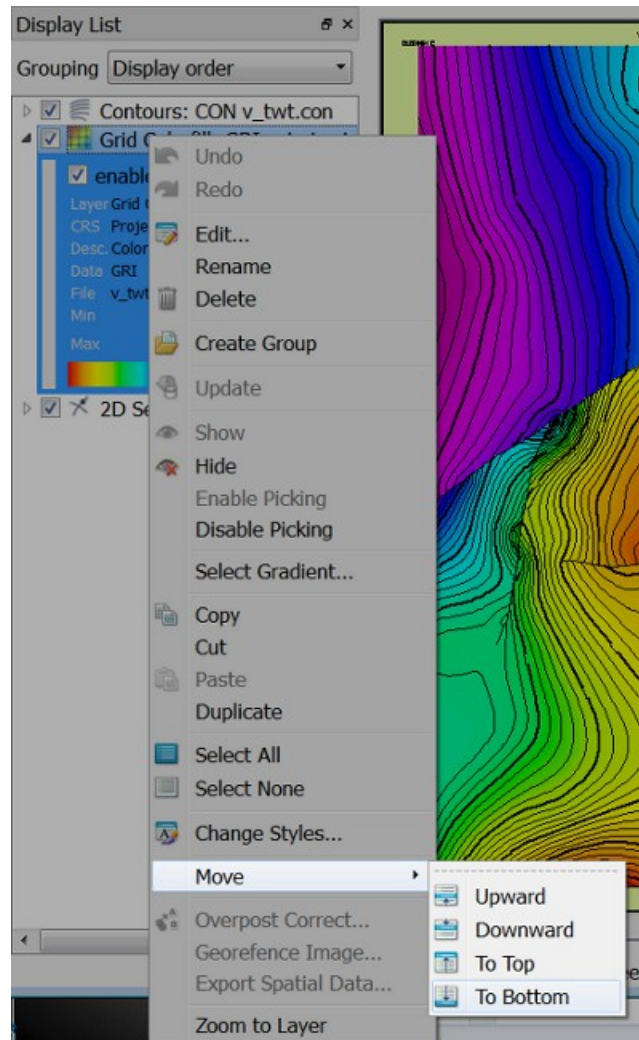 Display List
Grouping Display order
Contours: CON v_twt.con
Grid
enable
Layer Grid
CRS Proje
Desc. Color
Data GRI
File v_twt
Min
Max
2D Se
Undo
Redo
Edit...
Rename
Delete
Create Group
Update
Show
Hide
Enable Picking
Disable Picking
Select Gradient...
Copy
Cut
Paste
Duplicate
Select All
Select None
Change Styles...
Move
Upward
Downward
To Top
To Bottom
Overpost Correct...
Georefence Image...
Export Spatial Data...
Zoom to Layer